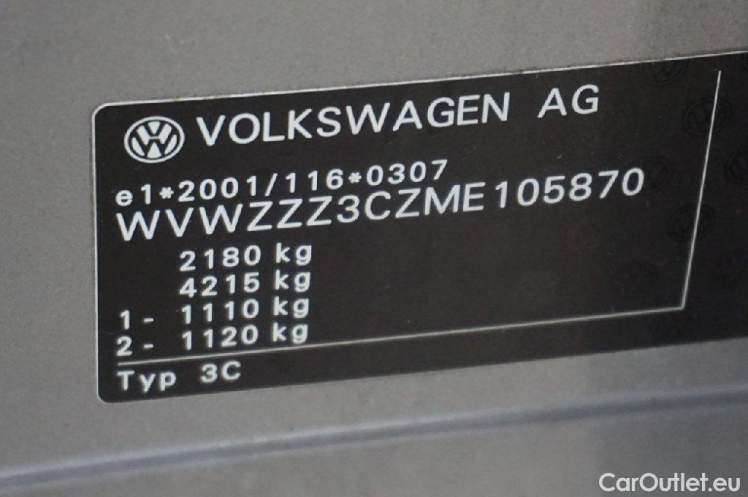 VOLKSWAGEN AG
e1*2001/116*0307
WVWZZZ3CZME105870
2180 kg
4215 kg
1 - 1110 kg
2 - 1120 kg
Typ 3C
CarOutlet.eu